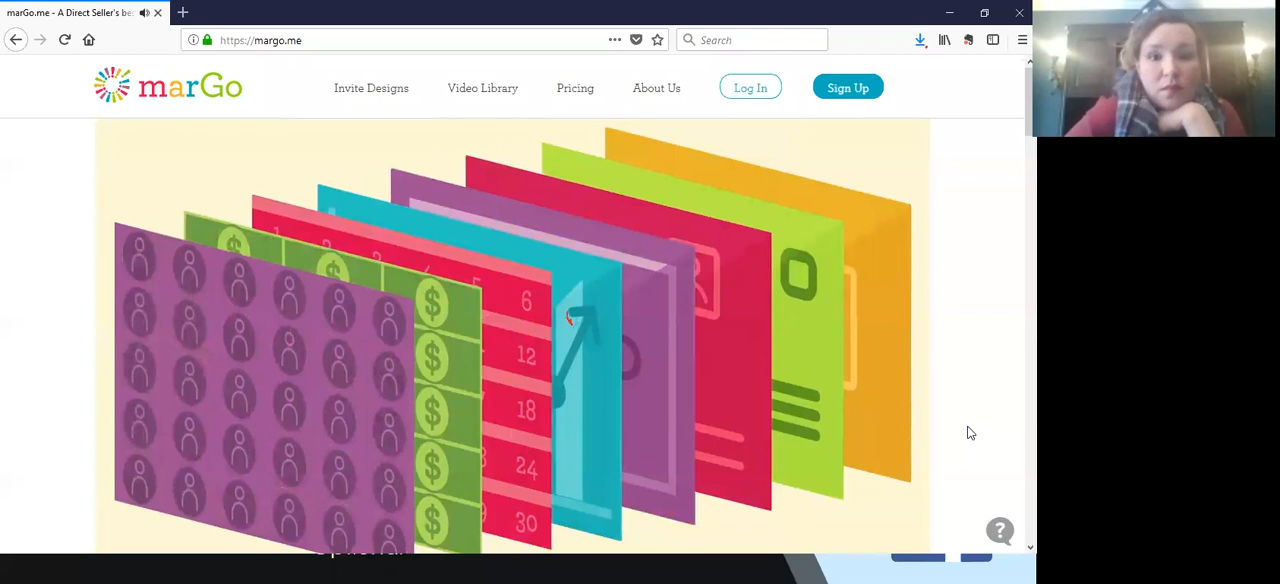 marGo.me - A Direct Seller's be
https://margo.me
Search
marGo
Invite Designs
Video Library
Pricing
About Us
Log In
Sign Up
$
$ $
6
$ 12
$ 18
$ 24
$ 30
?